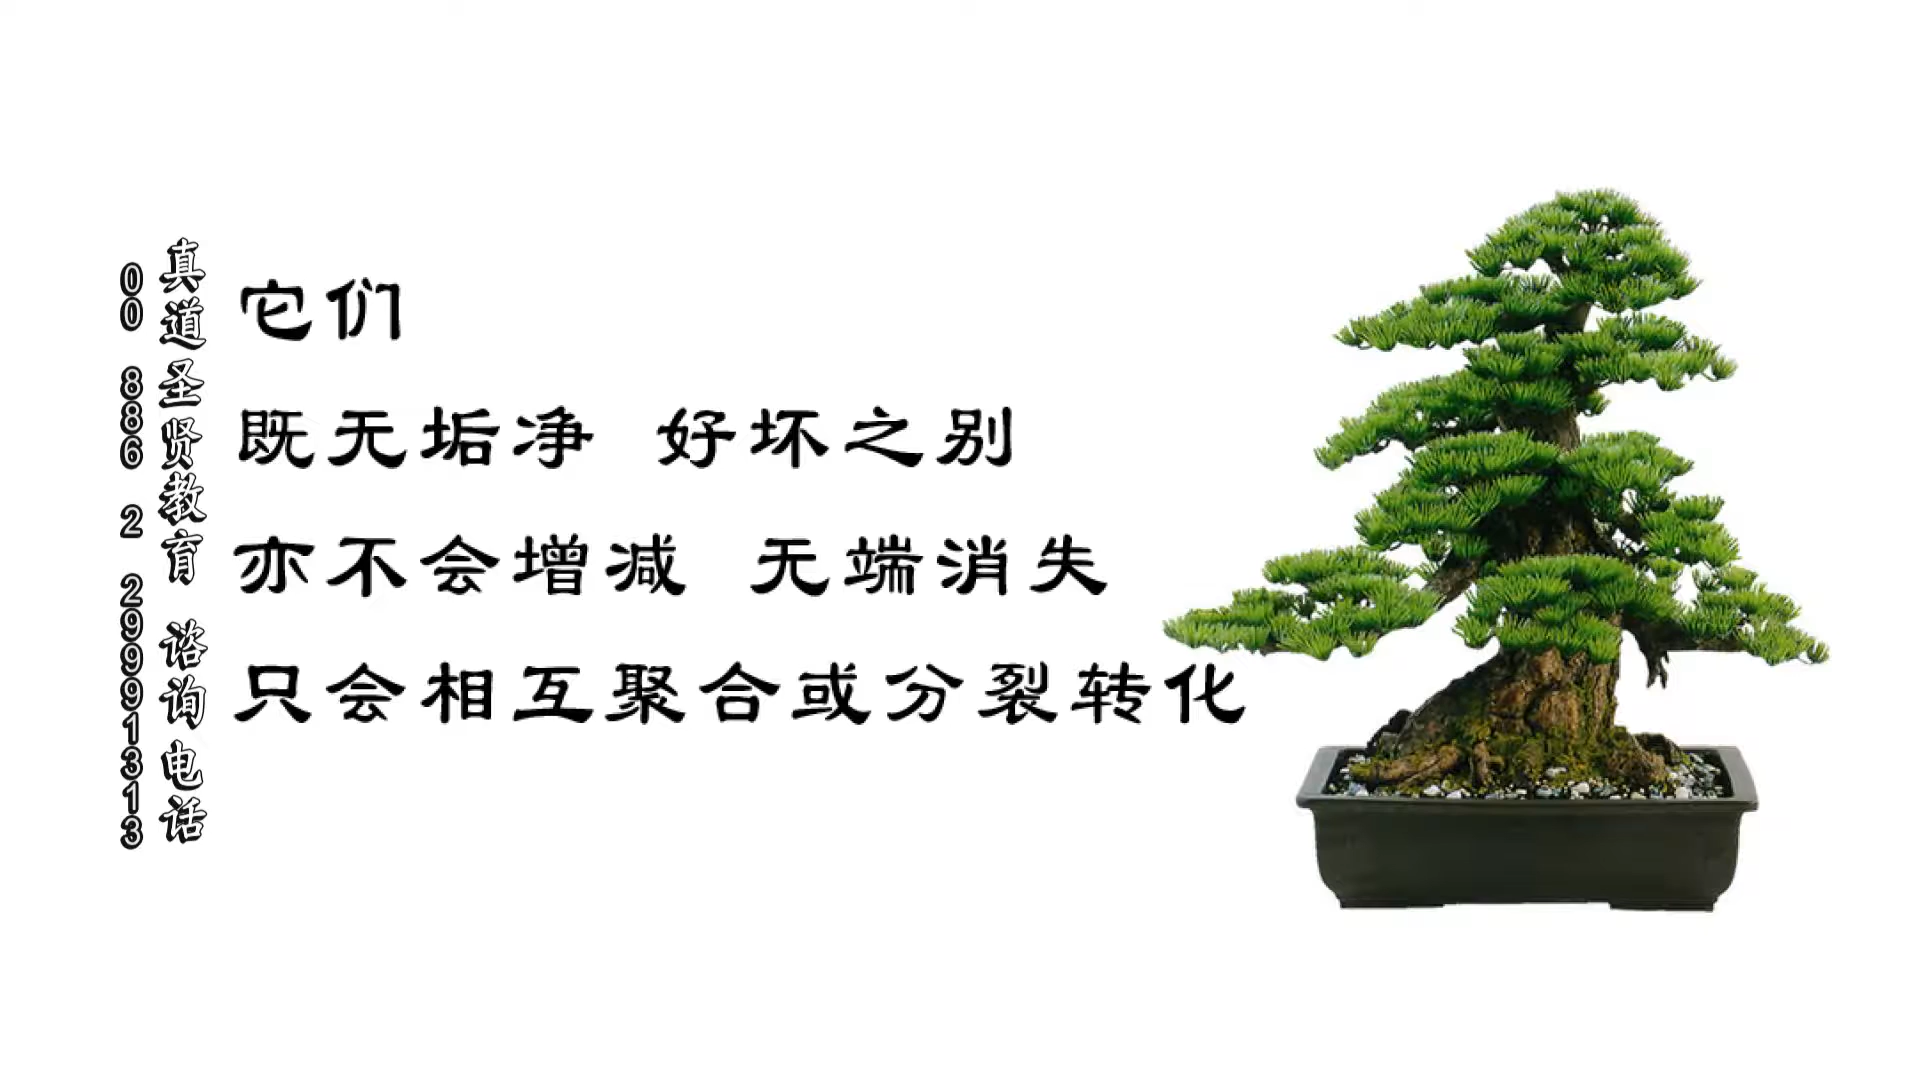 真道圣贤教育 谘询电话
00 886 2 29991313
它们
既无垢净 好坏之别
亦不会增减 无端消失
只会相互聚合或分裂转化